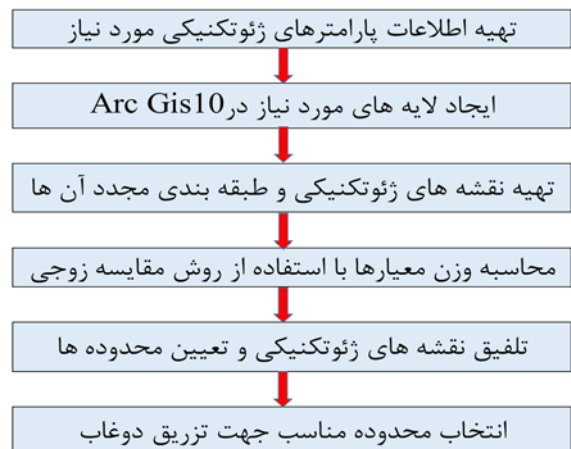 تهیه اطلاعات پارامترهای ژئوتکنیکی مورد نیاز
ایجاد لایه های مورد نیاز در Arc Gis10
تهیه نقشه های ژئوتکنیکی و طبقه بندی مجدد آن ها
محاسبه وزن معیارها با استفاده از روش مقایسه زوجی
تلفیق نقشه های ژئوتکنیکی و تعیین محدوده ها
انتخاب محدوده مناسب جهت تزریق دوغاب